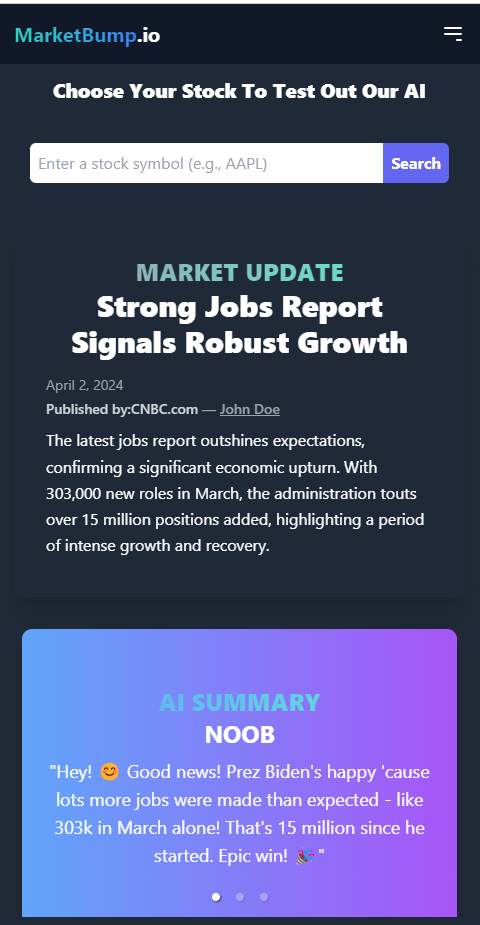 MarketBump.io
Choose Your Stock To Test Out Our AI
Enter a stock symbol (e.g., AAPL)
Search
MARKET UPDATE
Strong Jobs Report
Signals Robust Growth
April 2, 2024
Published by:CNBC.com — John Doe
The latest jobs report outshines expectations,
confirming a significant economic upturn. With
303,000 new roles in March, the administration touts
over 15 million positions added, highlighting a period
of intense growth and recovery.
AI SUMMARY
NOOB
"Hey! 😊 Good news! Prez Biden's happy 'cause
lots more jobs were made than expected - like
303k in March alone! That's 15 million since he
started. Epic win! 🎉"